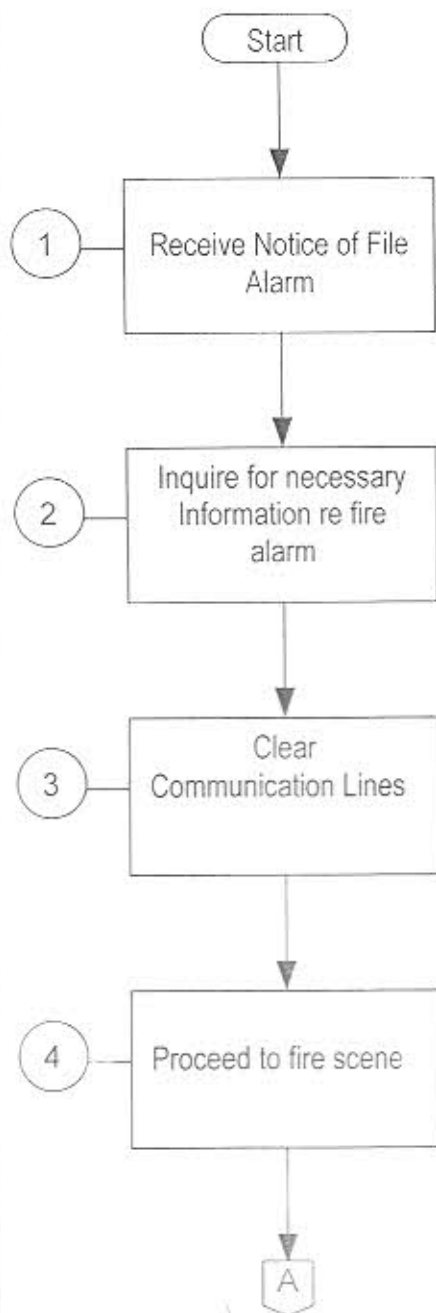 Start
1
Receive Notice of File
Alarm
2
Inquire for necessary
Information re fire
alarm
3
Clear
Communication Lines
4
Proceed to fire scene
A